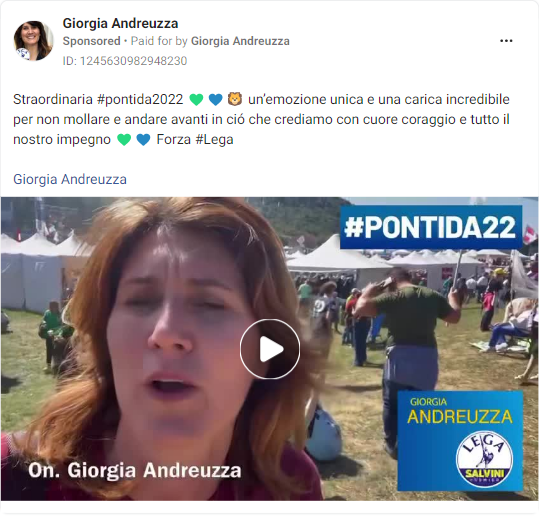 Giorgia Andreuzza
Sponsored • Paid for by Giorgia Andreuzza
ID: 1245630982948230
Straordinaria #pontida2022 💚 💙 🦁 un'emozione unica e una carica incredibile
per non mollare e andare avanti in ció che crediamo con cuore coraggio e tutto il
nostro impegno 💚 💙 Forza #Lega
Giorgia Andreuzza
#PONTIDA22
GIORGIA
ANDREUZZA
LEGA
SALVINI
On. Giorgia Andreuzza